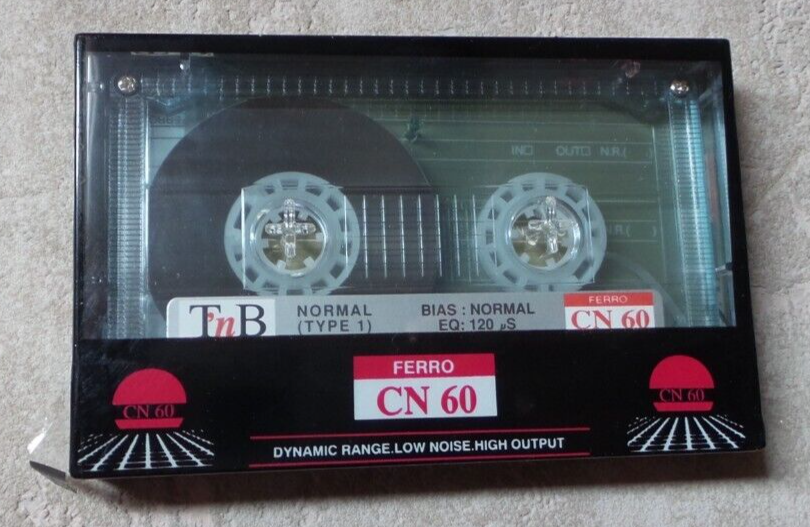 IN□ OUT□ N.R.( )
N.R.( )
TnB
NORMAL
(TYPE 1)
BIAS : NORMAL
EQ: 120 µS
FERRO
CN 60
FERRO
CN 60
CN 60
CN 60
DYNAMIC RANGE.LOW NOISE.HIGH OUTPUT